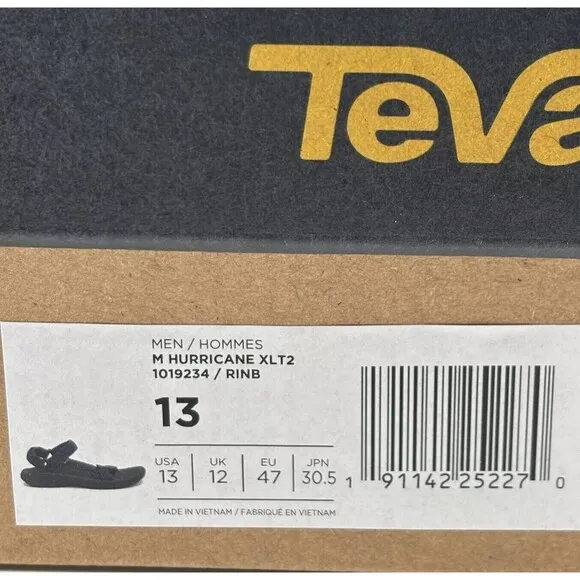 Teva
MEN / HOMMES
M HURRICANE XLT2
1019234 / RINB
13
USA UK EU JPN
13 12 47 30.5
1 91142 25227 0
MADE IN VIETNAM / FABRIQUÉ EN VIETNAM